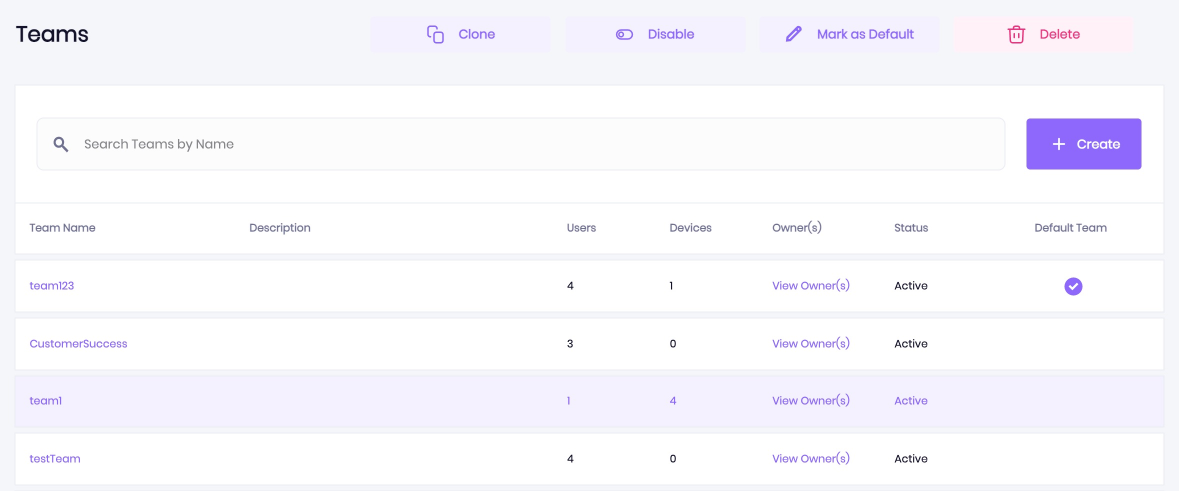 Teams Clone Disable Mark as Default Delete
Search Teams by Name + Create
Team Name Description Users Devices Owner(s) Status Default Team
team123 4 1 View Owner(s) Active
CustomerSuccess 3 0 View Owner(s) Active
team1 1 4 View Owner(s) Active
testTeam 4 0 View Owner(s) Active